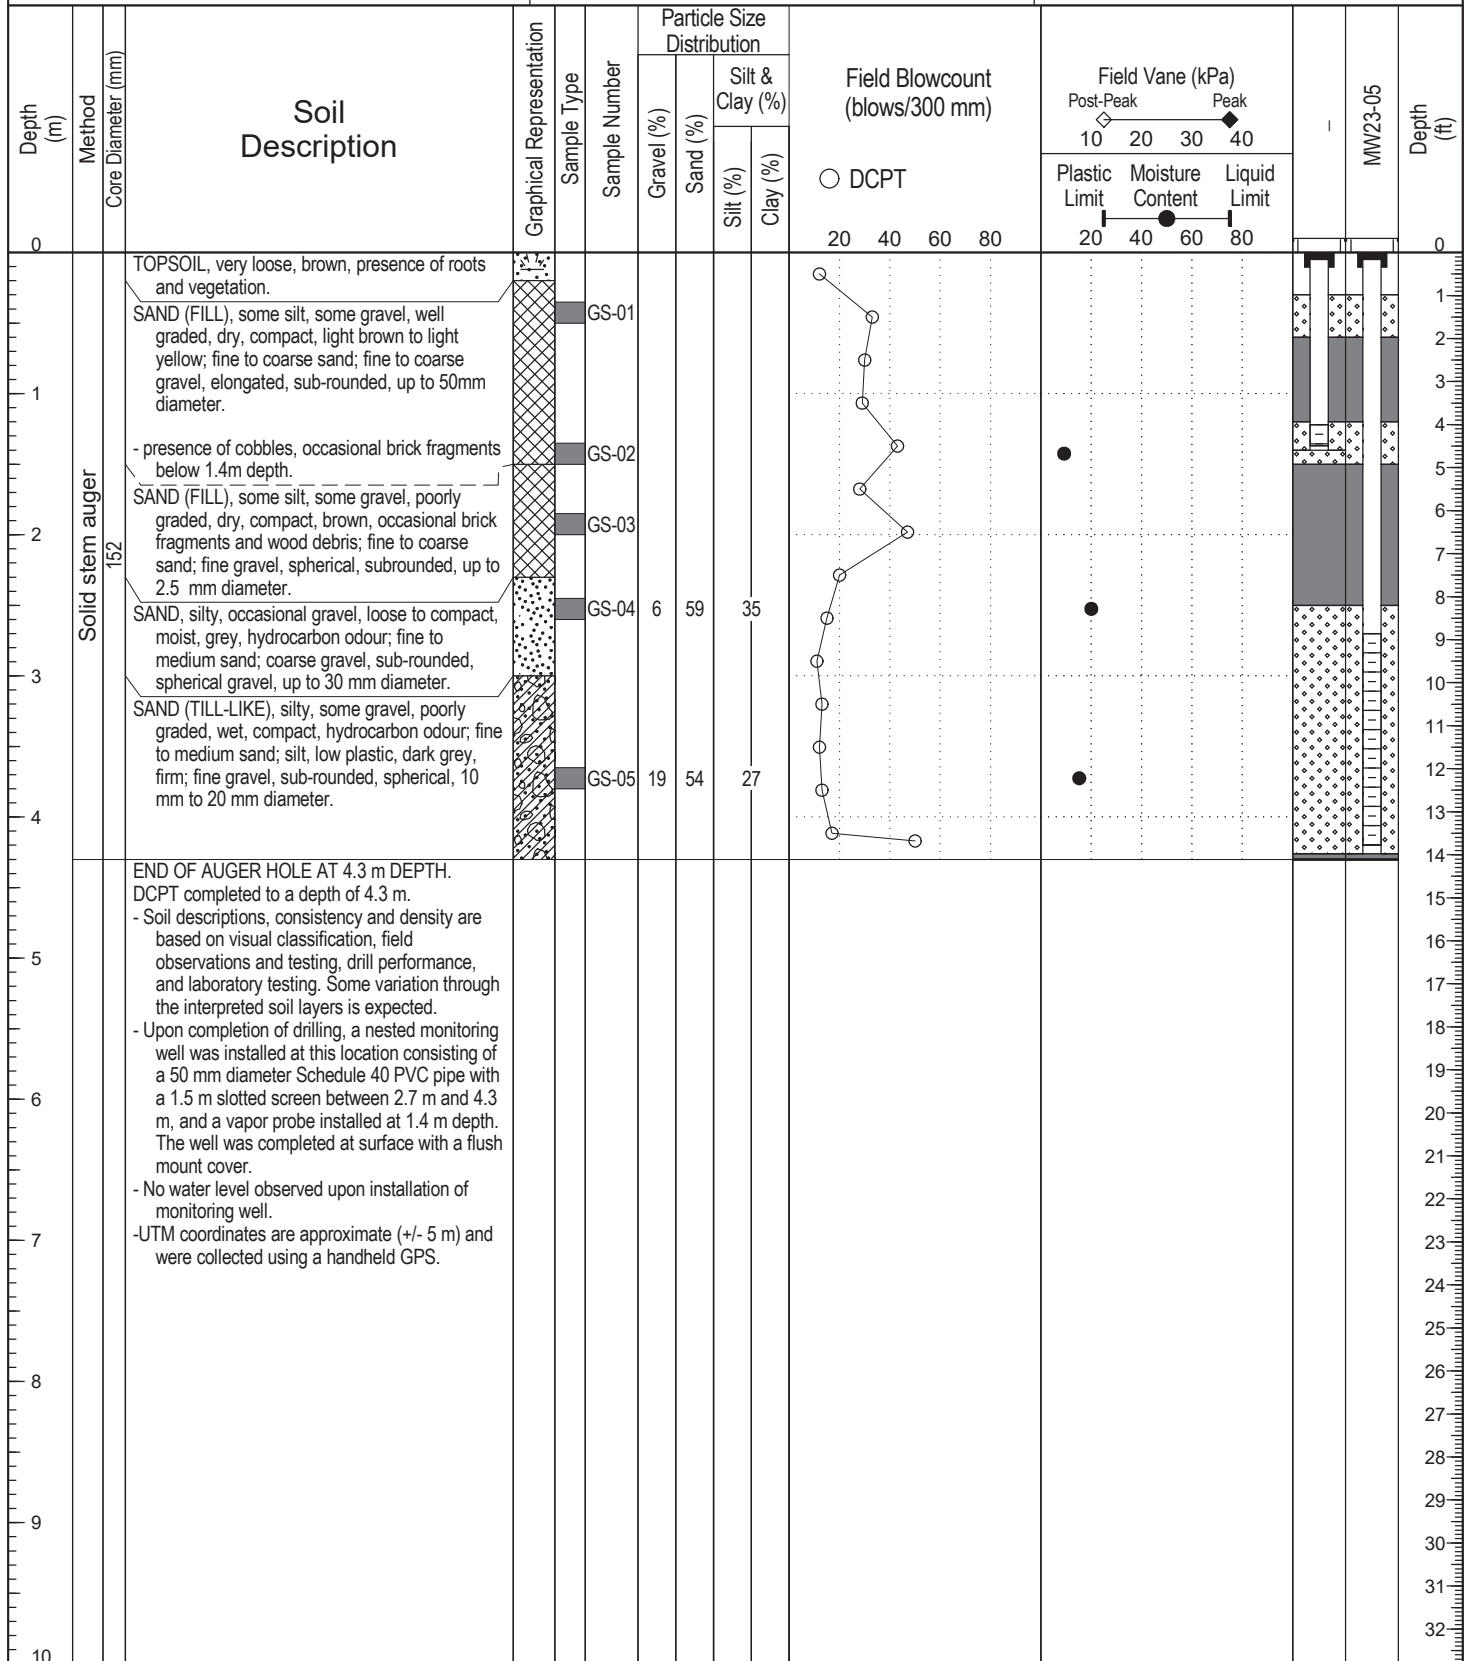 Depth
(m)
Method
Core Diameter (mm)
Soil
Description
Graphical Representation
Sample Type
Sample Number
Particle Size
Distribution
Gravel (%)
Sand (%)
Silt &
Clay (%)
Silt (%)
Clay (%)
Field Blowcount
(blows/300 mm)
DCPT
20 40 60 80
Field Vane (kPa)
Post-Peak Peak
10 20 30 40
Plastic Moisture Liquid
Limit Content Limit
20 40 60 80
MW23-05
Depth
(ft)
0
0
Solid stem auger
152
TOPSOIL, very loose, brown, presence of roots
and vegetation.
SAND (FILL), some silt, some gravel, well
graded, dry, compact, light brown to light
yellow; fine to coarse sand; fine to coarse
gravel, elongated, sub-rounded, up to 50mm
diameter.
- presence of cobbles, occasional brick fragments
below 1.4m depth.
SAND (FILL), some silt, some gravel, poorly
graded, dry, compact, brown, occasional brick
fragments and wood debris; fine to coarse
sand; fine gravel, spherical, subrounded, up to
2.5 mm diameter.
SAND, silty, occasional gravel, loose to compact,
moist, grey, hydrocarbon odour; fine to
medium sand; coarse gravel, sub-rounded,
spherical gravel, up to 30 mm diameter.
SAND (TILL-LIKE), silty, some gravel, poorly
graded, wet, compact, hydrocarbon odour; fine
to medium sand; silt, low plastic, dark grey,
firm; fine gravel, sub-rounded, spherical, 10
mm to 20 mm diameter.
END OF AUGER HOLE AT 4.3 m DEPTH.
DCPT completed to a depth of 4.3 m.
- Soil descriptions, consistency and density are
based on visual classification, field
observations and testing, drill performance,
and laboratory testing. Some variation through
the interpreted soil layers is expected.
- Upon completion of drilling, a nested monitoring
well was installed at this location consisting of
a 50 mm diameter Schedule 40 PVC pipe with
a 1.5 m slotted screen between 2.7 m and 4.3
m, and a vapor probe installed at 1.4 m depth.
The well was completed at surface with a flush
mount cover.
- No water level observed upon installation of
monitoring well.
-UTM coordinates are approximate (+/- 5 m) and
were collected using a handheld GPS.
GS-01
GS-02
GS-03
GS-04 6 59 35
GS-05 19 54 27
1
2
3
4
5
6
7
8
9
10
1
2
3
4
5
6
7
8
9
10
11
12
13
14
15
16
17
18
19
20
21
22
23
24
25
26
27
28
29
30
31
32